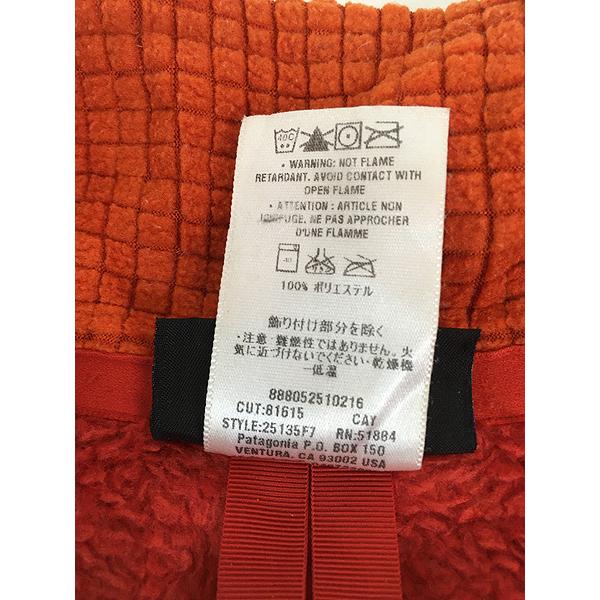 40C
• WARNING: NOT FLAME
RETARDANT. AVOID CONTACT WITH
OPEN FLAME
• ATTENTION : ARTICLE NON
IGNIFUGE. NE PAS APPROCHER
D'UNE FLAMME
40
100% ポリエステル
飾り付け部分を除く
・注意・難燃性ではありません。火
気に近づけないでください・乾燥機
一低温
888052510216
CUT:81615 CAY
STYLE:25135F7 RN:51884
Patagonia P.O. BOX 150
VENTURA, CA 93002 USA